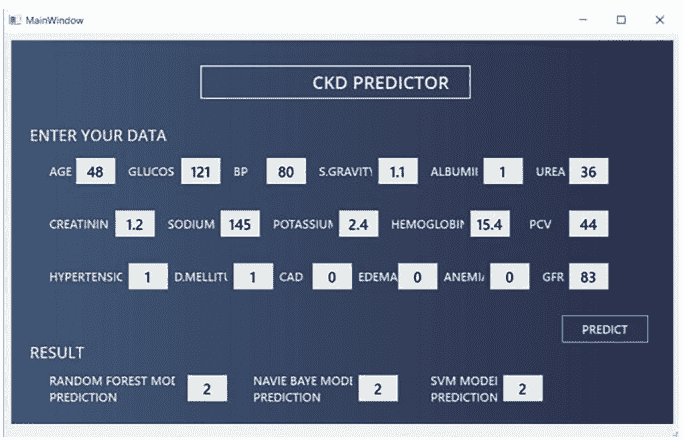 MainWindow
CKD PREDICTOR
ENTER YOUR DATA
AGE 48 GLUCOS 121 BP 80 S.GRAVITY 1.1 ALBUMII 1 UREA 36
CREATININ 1.2 SODIUM 145 POTASSIUM 2.4 HEMOGLOBIN 15.4 PCV 44
HYPERTENSIC 1 D.MELLITU 1 CAD 0 EDEMA 0 ANEMIA 0 GFR 83
PREDICT
RESULT
RANDOM FOREST MOD 2 NAVIE BAYE MODE 2 SVM MODEL 2
PREDICTION PREDICTION PREDICTION